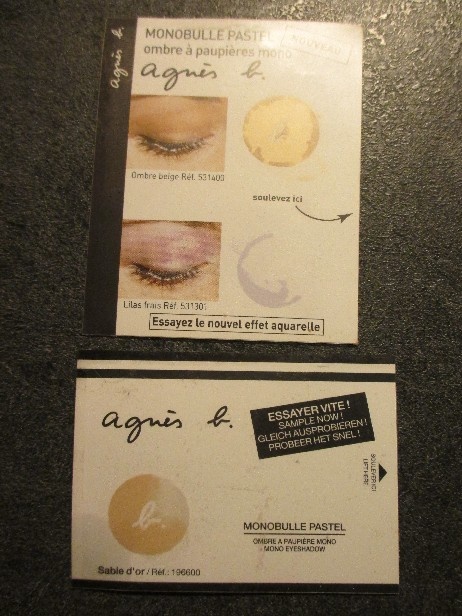 agnès b.
MONOBULLE PASTEL
NOUVEAU
ombre à paupières mono
agnès b.
Ombre beige Réf. 531400
soulevez ici
Lilas frais Réf. 531301
Essayez le nouvel effet aquarelle
agnès b.
ESSAYER VITE !
SAMPLE NOW !
GLEICH AUSPROBIEREN !
PROBEER HET SNEL !
SOULEVER ICI
LIFT HERE
b.
MONOBULLE PASTEL
OMBRE A PAUPIÈRE MONO
MONO EYESHADOW
Sable d'or / Réf.: 196600